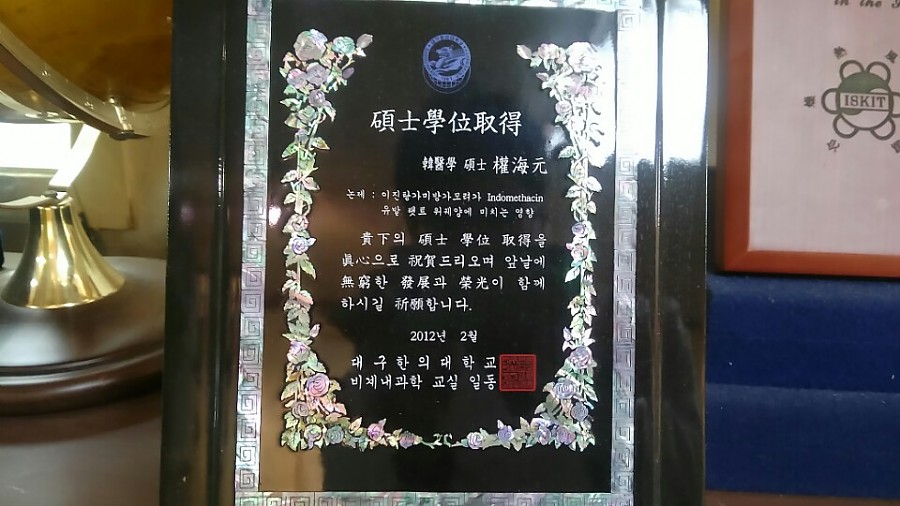 碩士學位取得
韓醫學 碩士 權海元
논제 : 이진탕가미방가모려가 Indomethacin
유발 랫트 위궤양에 미치는 영향
貴下의 碩士 學位 取得을
眞心으로 祝賀드리오며 앞날에
無窮한 發展과 榮光이 함께
하시길 祈願합니다.
2012년 2월
대구한의대학교
비계내과학 교실 일동
in the
ISKIT